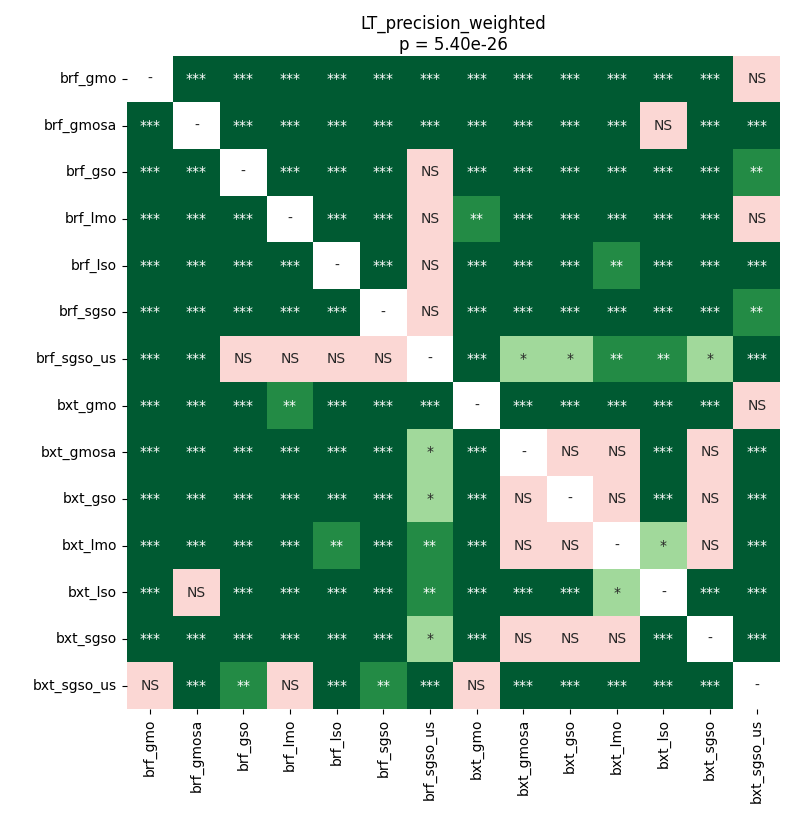 LT_precision_weighted
p = 5.40e-26
brf_gmo - *** *** *** *** *** *** *** *** *** *** *** *** NS
brf_gmosa *** - *** *** *** *** *** *** *** *** *** NS *** ***
brf_gso *** *** - *** *** *** NS *** *** *** *** *** *** **
brf_lmo *** *** *** - *** *** NS ** *** *** *** *** *** NS
brf_lso *** *** *** *** - *** NS *** *** *** ** *** *** ***
brf_sgso *** *** *** *** *** - NS *** *** *** *** *** *** **
brf_sgso_us *** *** NS NS NS NS - *** * * ** ** * ***
bxt_gmo *** *** *** ** *** *** *** - *** *** *** *** *** NS
bxt_gmosa *** *** *** *** *** *** * *** - NS NS *** NS ***
bxt_gso *** *** *** *** *** *** * *** NS - NS *** NS ***
bxt_lmo *** *** *** *** ** *** ** *** NS NS - * NS ***
bxt_lso *** NS *** *** *** *** ** *** *** *** * - *** ***
bxt_sgso *** *** *** *** *** *** * *** NS NS NS *** - ***
bxt_sgso_us NS *** ** NS *** ** *** NS *** *** *** *** *** -
brf_gmo brf_gmosa brf_gso brf_lmo brf_lso brf_sgso brf_sgso_us bxt_gmo bxt_gmosa bxt_gso bxt_lmo bxt_lso bxt_sgso bxt_sgso_us